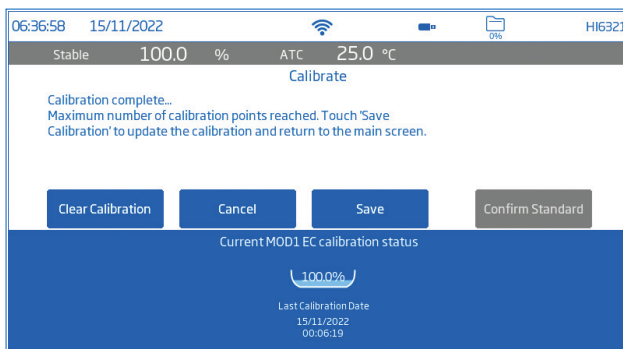 06:36:58 15/11/2022 0% HI6321
Stable 100.0 % ATC 25.0 °C
Calibrate
Calibration complete...
Maximum number of calibration points reached. Touch 'Save
Calibration' to update the calibration and return to the main screen.
Clear Calibration Cancel Save Confirm Standard
Current MOD1 EC calibration status
100.0%
Last Calibration Date
15/11/2022
00:06:19